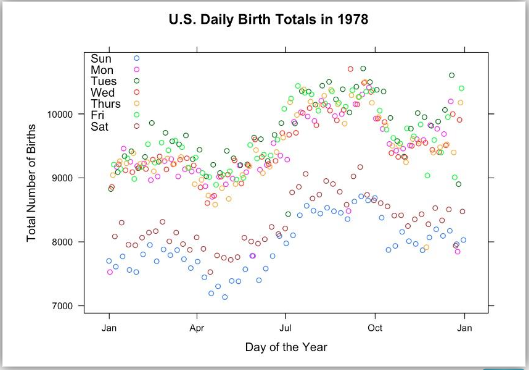 U.S. Daily Birth Totals in 1978
Sun
Mon
Tues
Wed
Thurs
Fri
Sat
10000
9000
8000
7000
Total Number of Births
Jan Apr Jul Oct Jan
Day of the Year